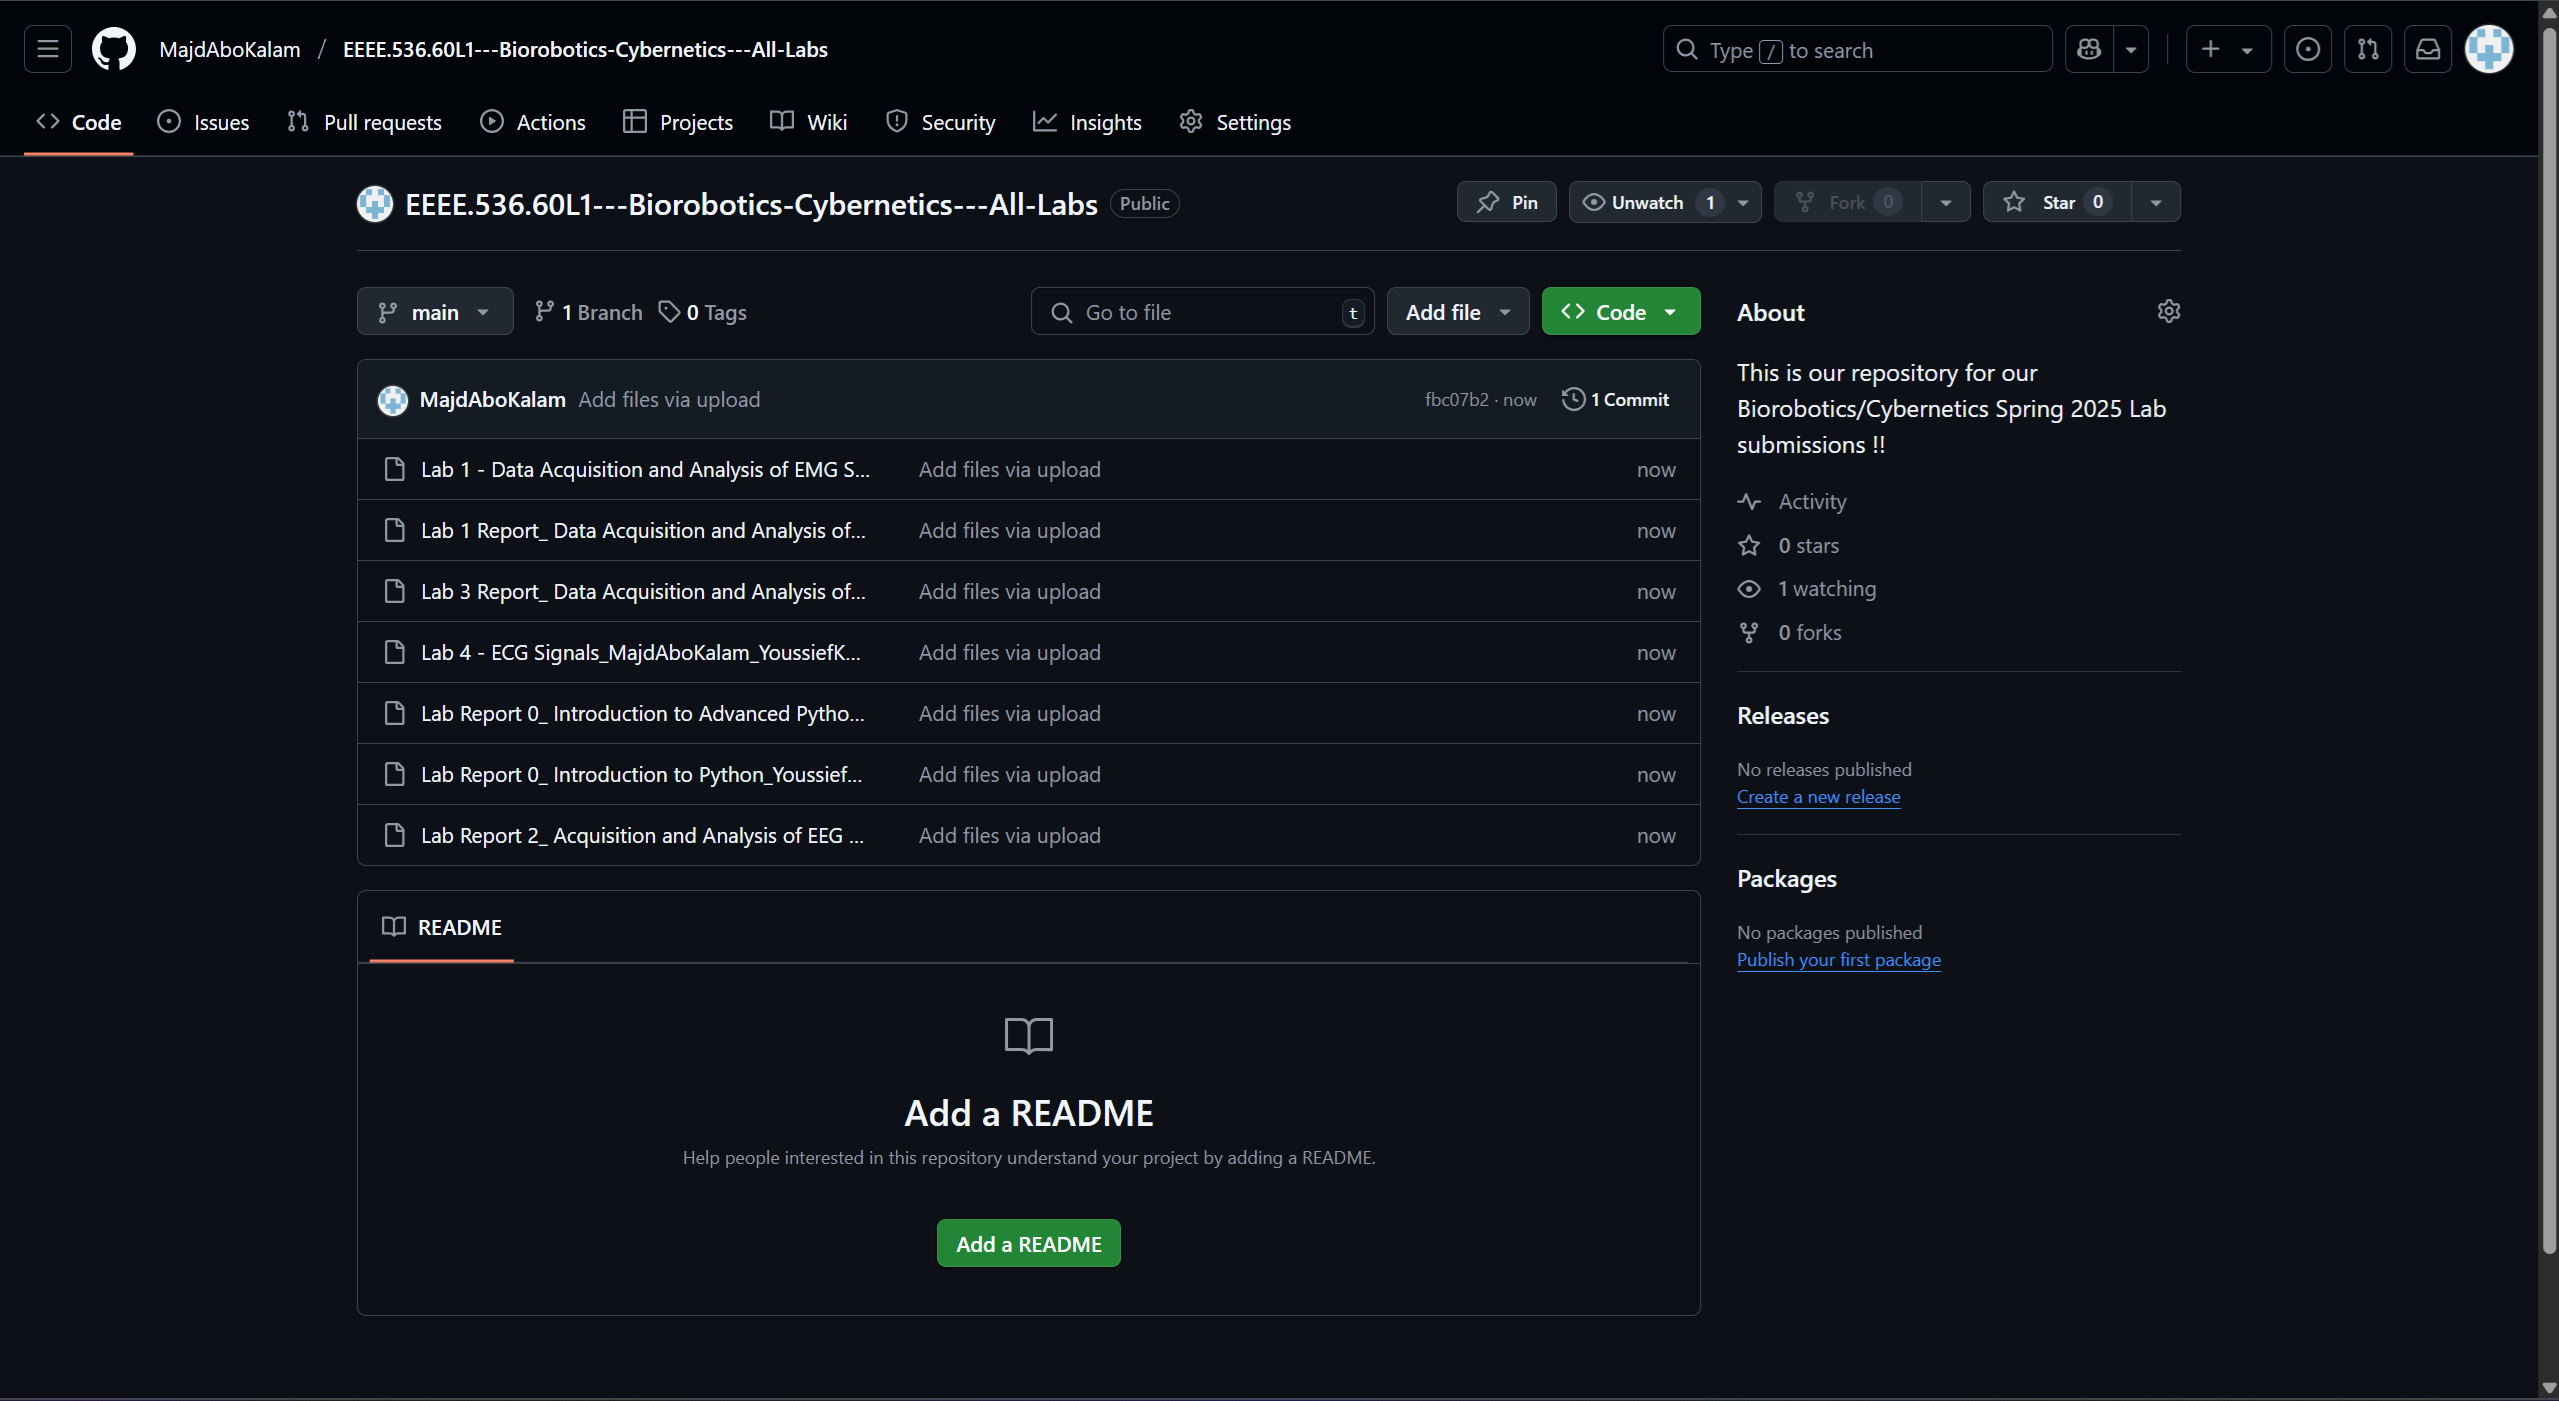 MajdAboKalam / EEEE.536.60L1---Biorobotics-Cybernetics---All-Labs
Type / to search
Code Issues Pull requests Actions Projects Wiki Security Insights Settings
EEEE.536.60L1---Biorobotics-Cybernetics---All-Labs Public
Pin Unwatch 1 Fork 0 Star 0
main 1 Branch 0 Tags Go to file t Add file Code
MajdAboKalam Add files via upload fbc07b2 · now 1 Commit
Lab 1 - Data Acquisition and Analysis of EMG S... Add files via upload now
Lab 1 Report_ Data Acquisition and Analysis of... Add files via upload now
Lab 3 Report_ Data Acquisition and Analysis of... Add files via upload now
Lab 4 - ECG Signals_MajdAboKalam_YoussiefK... Add files via upload now
Lab Report 0_ Introduction to Advanced Pytho... Add files via upload now
Lab Report 0_ Introduction to Python_Youssief... Add files via upload now
Lab Report 2_ Acquisition and Analysis of EEG ... Add files via upload now
README
Add a README
Help people interested in this repository understand your project by adding a README.
Add a README
About
This is our repository for our
Biorobotics/Cybernetics Spring 2025 Lab
submissions !!
Activity
0 stars
1 watching
0 forks
Releases
No releases published
Create a new release
Packages
No packages published
Publish your first package